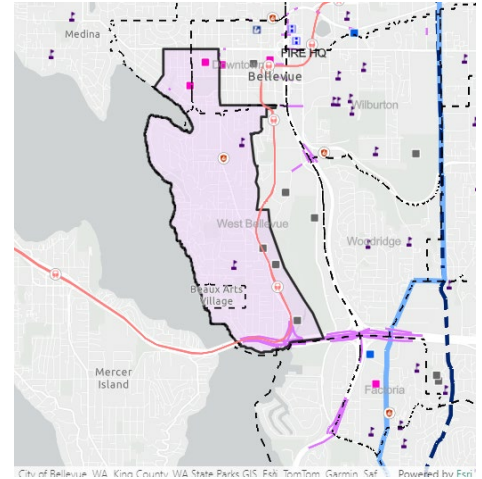 Medina
FIRE HQ
Downtown
Bellevue
Wilburton
West Bellevue
Woodridge
Beaux Arts
Village
Mercer
Island
Factoria
City of Bellevue, WA, King County, WA State Parks GIS, Esri, TomTom, Garmin, Saf
Powered by Esri